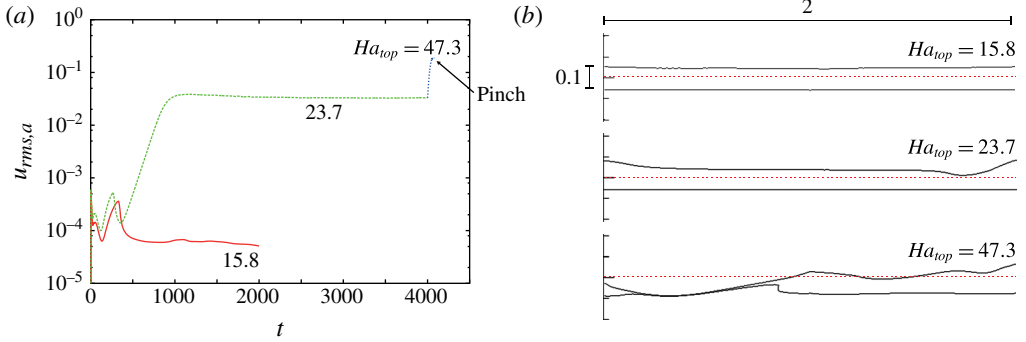 (a)
10^0
10^-1
10^-2
10^-3
10^-4
10^-5
u_rms,a
0
1000
2000
3000
4000
t
Ha_top = 47.3
Pinch
23.7
15.8
(b)
2
0.1
Ha_top = 15.8
Ha_top = 23.7
Ha_top = 47.3